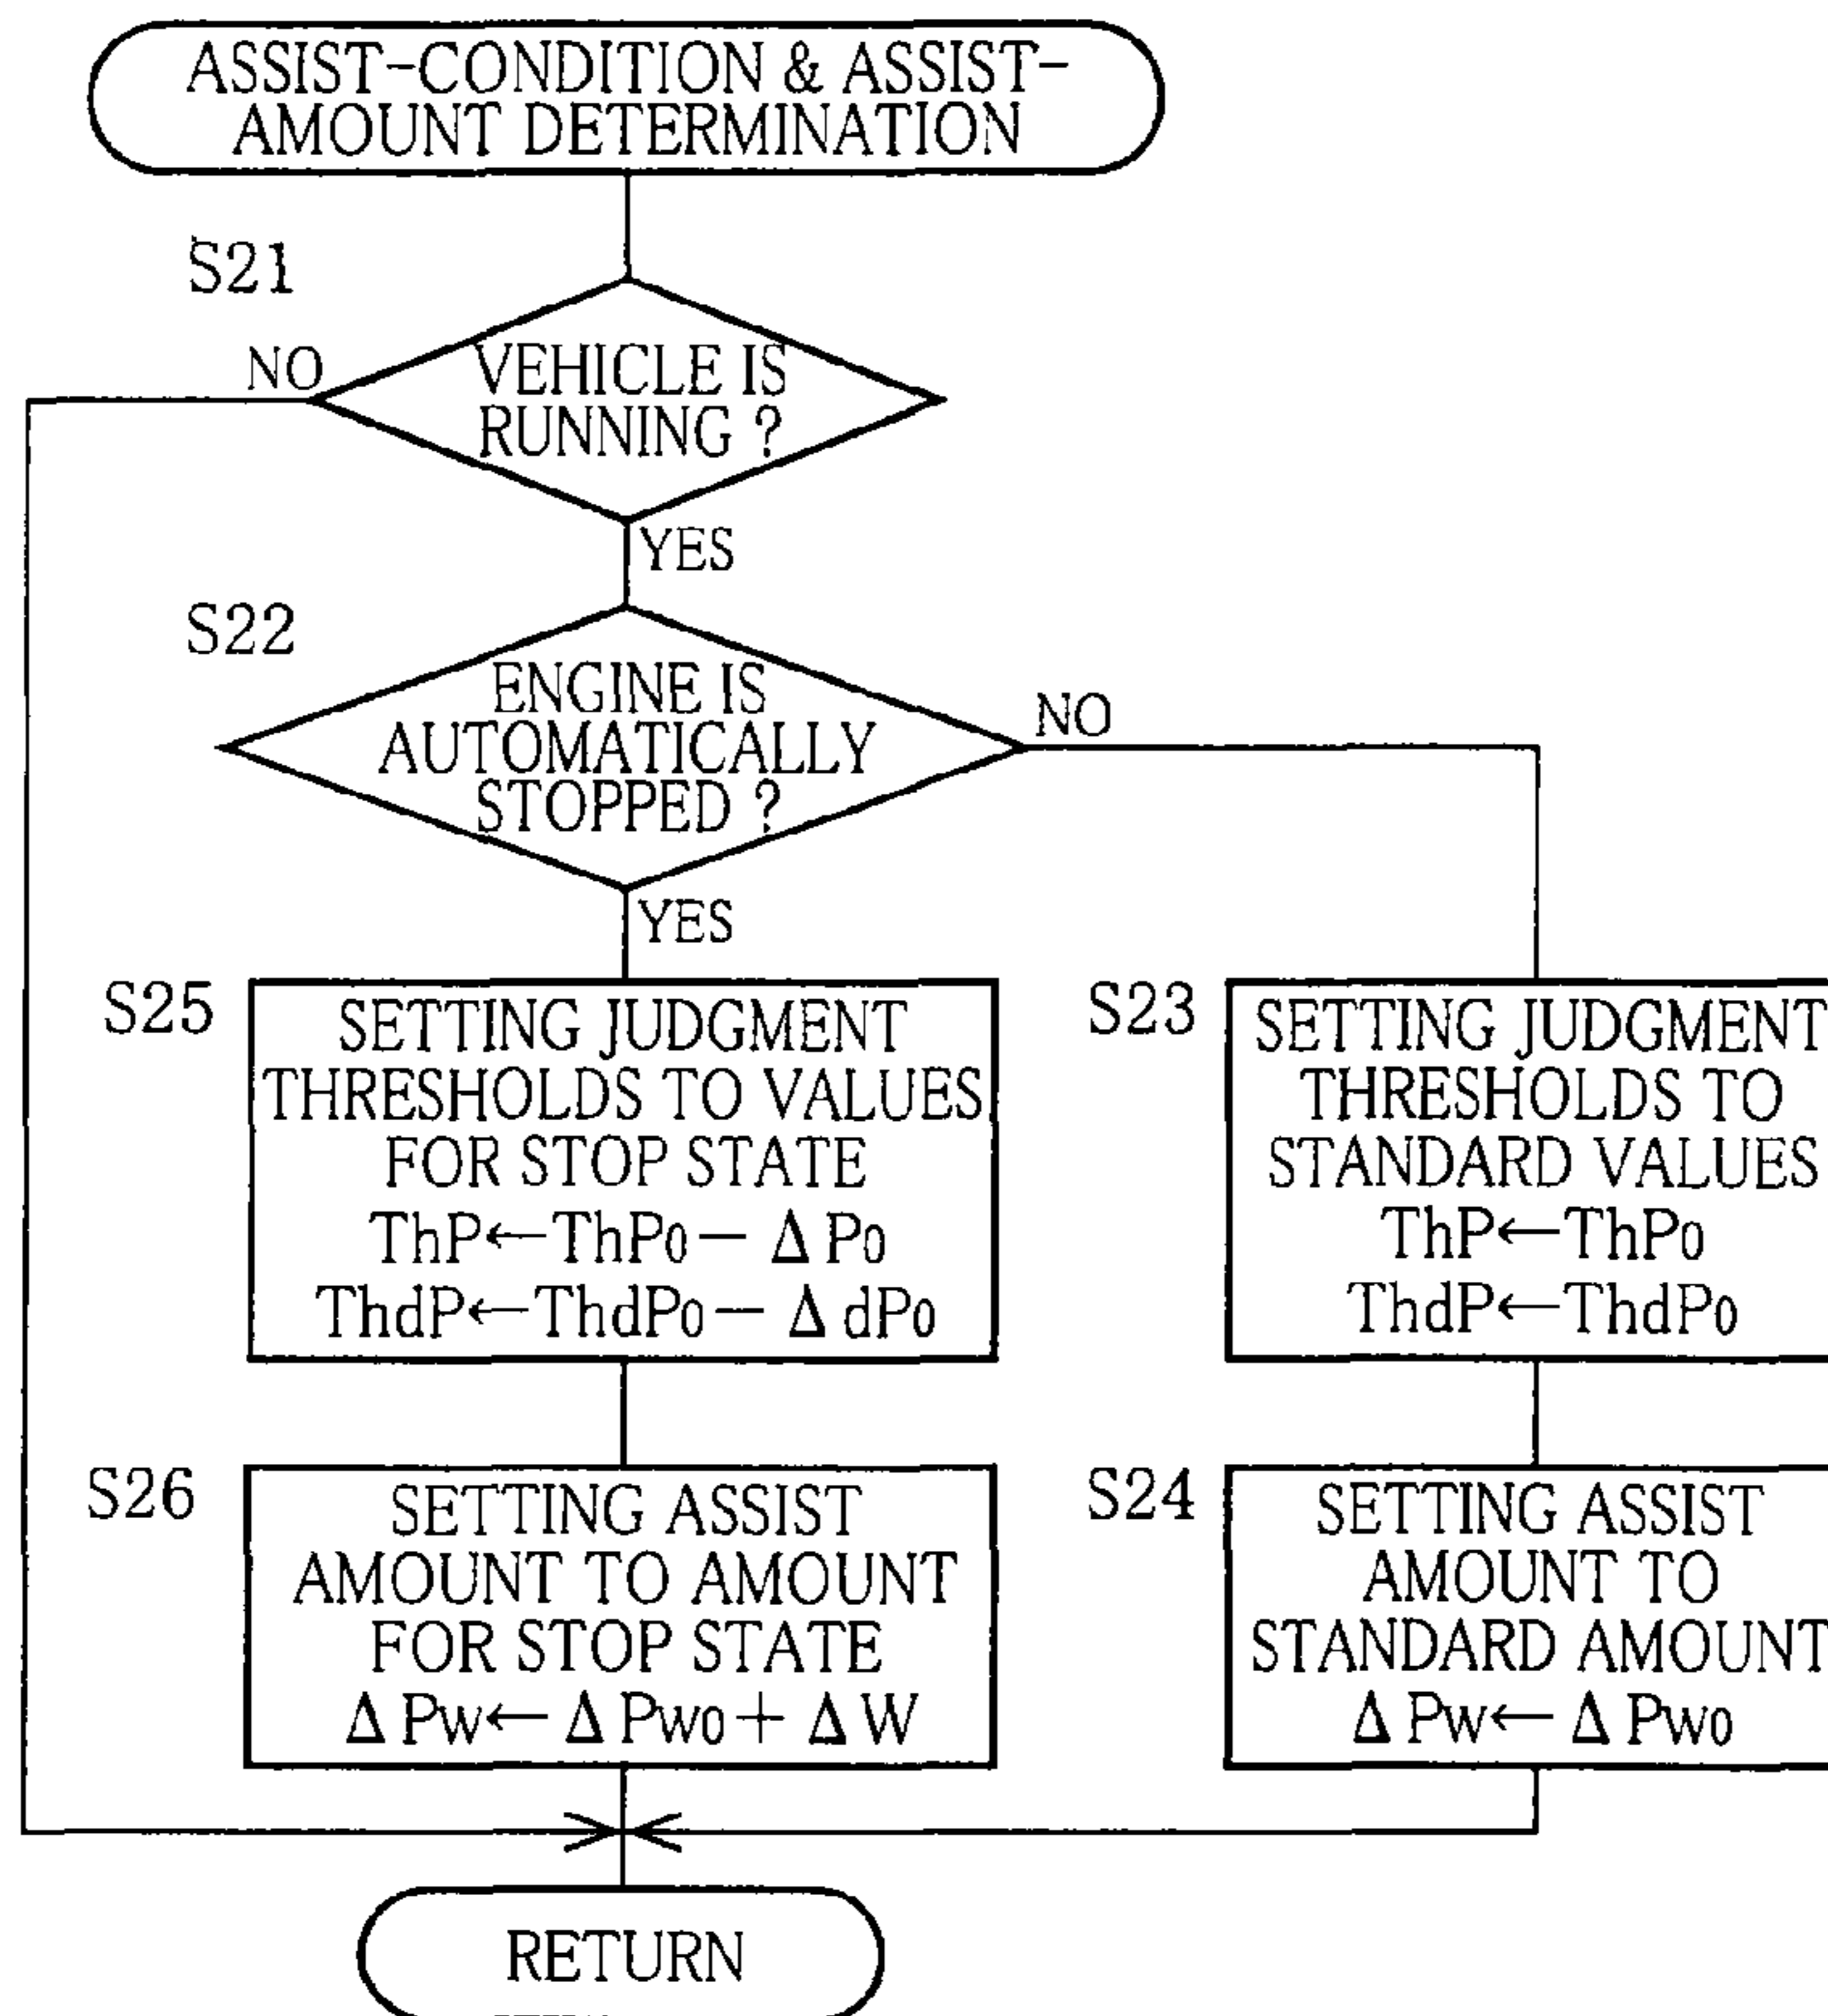 ASSIST-CONDITION & ASSIST-
AMOUNT DETERMINATION
S21
NO
VEHICLE IS
RUNNING ?
YES
S22
ENGINE IS
AUTOMATICALLY
STOPPED ?
NO
YES
S25
SETTING JUDGMENT
THRESHOLDS TO VALUES
FOR STOP STATE
ThP←ThP0− ΔP0
ThdP←ThdP0− ΔdP0
S23
SETTING JUDGMENT
THRESHOLDS TO
STANDARD VALUES
ThP←ThP0
ThdP←ThdP0
S26
SETTING ASSIST
AMOUNT TO AMOUNT
FOR STOP STATE
ΔPw← ΔPw0+ ΔW
S24
SETTING ASSIST
AMOUNT TO
STANDARD AMOUNT
ΔPw← ΔPw0
RETURN